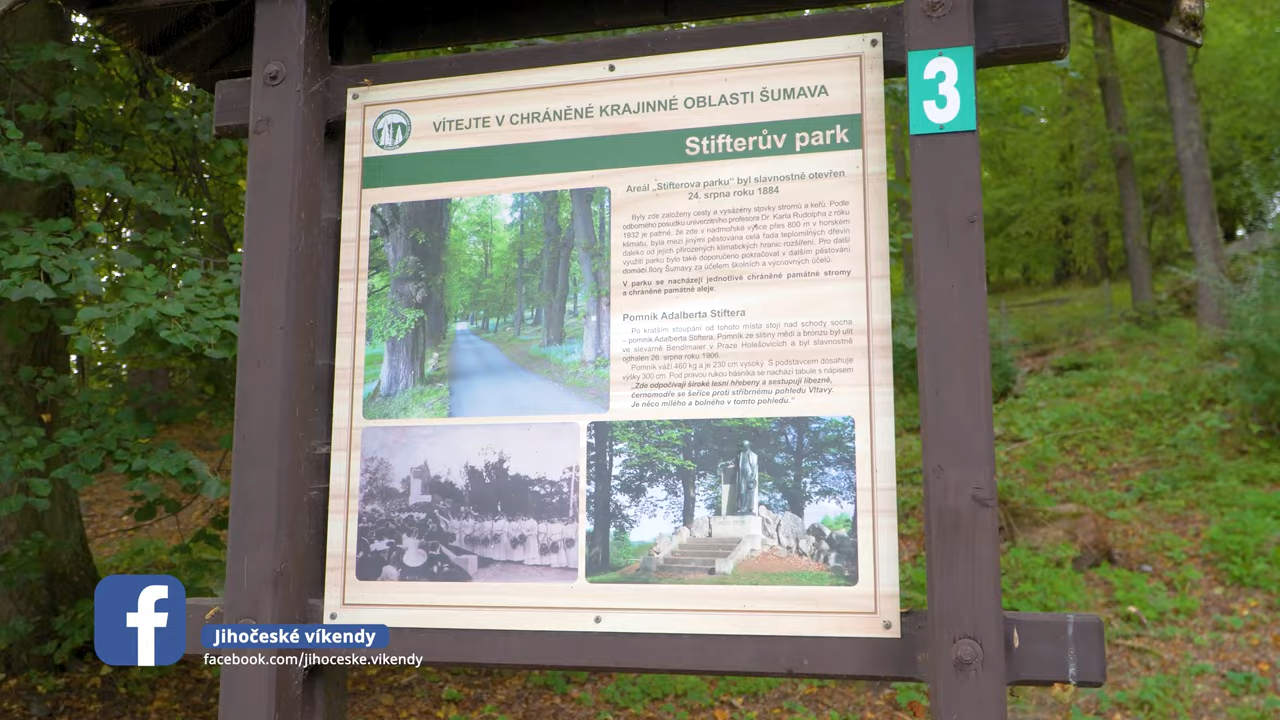 VÍTEJTE V CHRÁNĚNÉ KRAJINNÉ OBLASTI ŠUMAVA
3
Stifterův park
Areál „Stifterova parku“ byl slavnostně otevřen
24. srpna roku 1884
Byly zde založeny cesty a vysázeny stovky stromů a keřů. Podle
odborného posudku univerzitního profesora Dr. Karla Rudolpha z roku
1932 je patrné, že zde v nadmořské výšce přes 800 m v horském
klimatu, byla mezi jinými pěstována celá řada teplomilných dřevin
daleko od jejich přirozených klimatických hranic rozšíření. Pro další
využití parku bylo také doporučeno pokračovat v dalším pěstování
domácí flóry Šumavy za účelem školních a výchovných účelů.
V parku se nacházejí jednotlivé chráněné památné stromy
a chráněné památné aleje.
Pomník Adalberta Stiftera
Po kratším stoupání od tohoto místa stojí nad schody socha
– pomník Adalberta Stiftera. Pomník ze slitiny mědi a bronzu byl ulit
ve slévárně Bendlmaier v Praze Holešovicích a byl slavnostně
odhalen 26. srpna roku 1906.
Pomník váží 460 kg a je 230 cm vysoký. S podstavcem dosahuje
výšky 300 cm. Pod pravou rukou básníka se nachází tabule s nápisem
„Zde odpočívají široké lesní hřebeny a sestupují líbezně,
černomodře se šeříce proti stříbrnému pohledu Vltavy.
Je něco milého a bolného v tomto pohledu.“
f
Jihočeské víkendy
facebook.com/jihoceske.vikendy